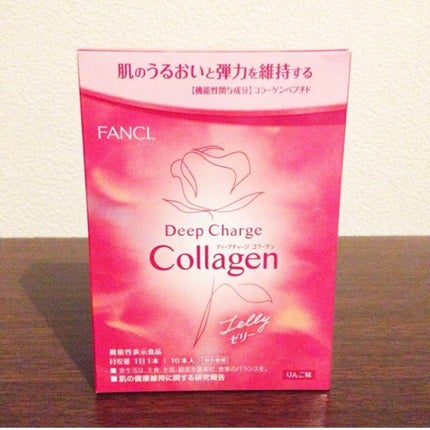 肌のうるおいと弾力を維持する
【機能性関与成分】コラーゲンペプチド
FANCL
Deep Charge
ディープチャージ コラーゲン
Collagen
Jelly
ゼリー
機能性表示食品
目安量 1日1本 10本入
■食生活は、主食、主菜、副菜を基本に、食事のバランスを。
■肌の健康維持に関する研究報告
りんご味